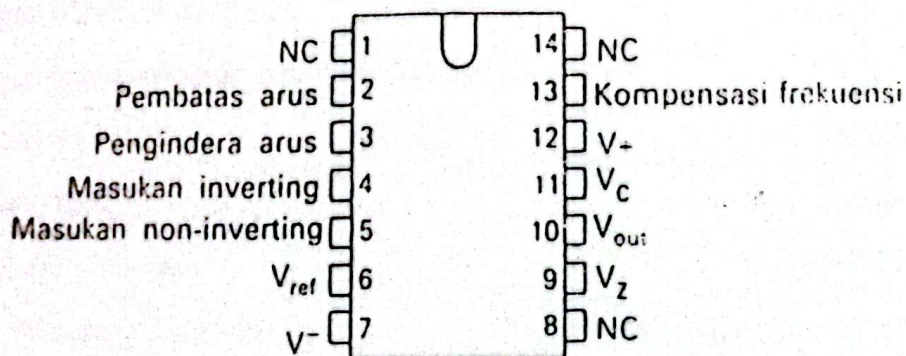 NC 1 14 NC
Pembatas arus 2 13 Kompensasi frekuensi
Pengindera arus 3 12 V+
Masukan inverting 4 11 VC
Masukan non-inverting 5 10 Vout
Vref 6 9 VZ
V- 7 8 NC